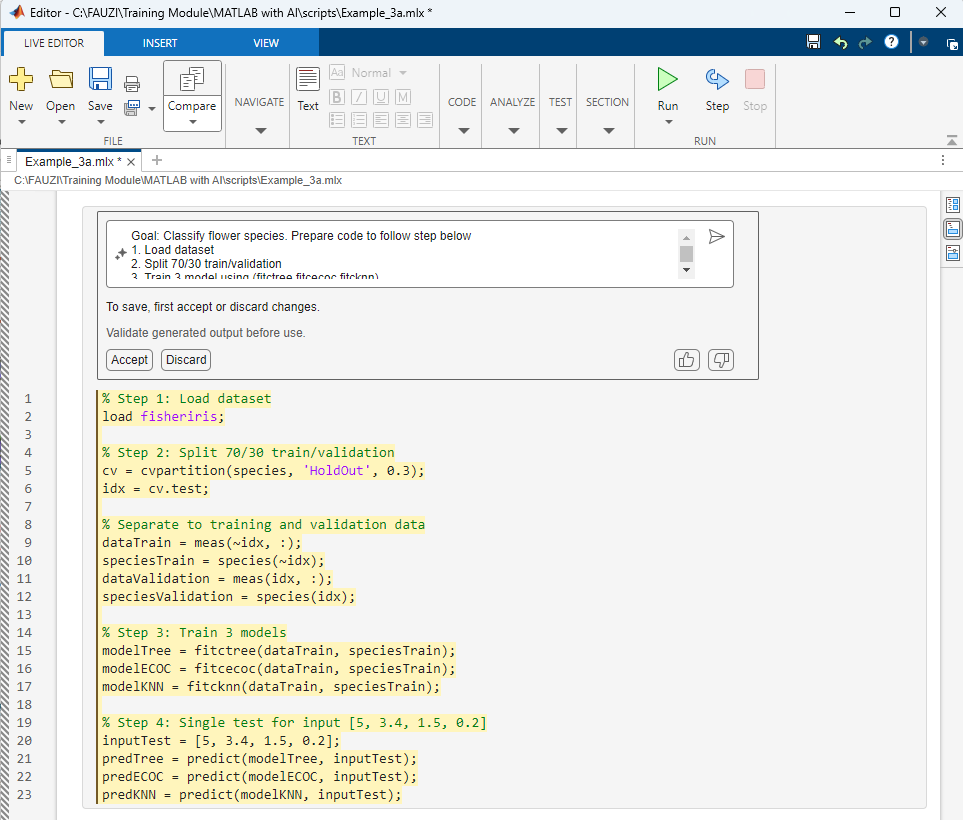 Editor - C:\FAUZI\Training Module\MATLAB with AI\scripts\Example_3a.mlx *
LIVE EDITOR
INSERT
VIEW
New
Open
Save
Compare
NAVIGATE
Text
Aa Normal
B I U M
CODE
ANALYZE
TEST
SECTION
Run
Step
Stop
FILE
TEXT
RUN
Example_3a.mlx *
C:\FAUZI\Training Module\MATLAB with AI\scripts\Example_3a.mlx
Goal: Classify flower species. Prepare code to follow step below
1. Load dataset
2. Split 70/30 train/validation
3. Train 3 model using (fitctree fitcecoc fitcknn)
To save, first accept or discard changes.
Validate generated output before use.
Accept
Discard
1 % Step 1: Load dataset
2 load fisheriris;
3
4 % Step 2: Split 70/30 train/validation
5 cv = cvpartition(species, 'HoldOut', 0.3);
6 idx = cv.test;
7
8 % Separate to training and validation data
9 dataTrain = meas(~idx, :);
10 speciesTrain = species(~idx);
11 dataValidation = meas(idx, :);
12 speciesValidation = species(idx);
13
14 % Step 3: Train 3 models
15 modelTree = fitctree(dataTrain, speciesTrain);
16 modelECOC = fitcecoc(dataTrain, speciesTrain);
17 modelKNN = fitcknn(dataTrain, speciesTrain);
18
19 % Step 4: Single test for input [5, 3.4, 1.5, 0.2]
20 inputTest = [5, 3.4, 1.5, 0.2];
21 predTree = predict(modelTree, inputTest);
22 predECOC = predict(modelECOC, inputTest);
23 predKNN = predict(modelKNN, inputTest);